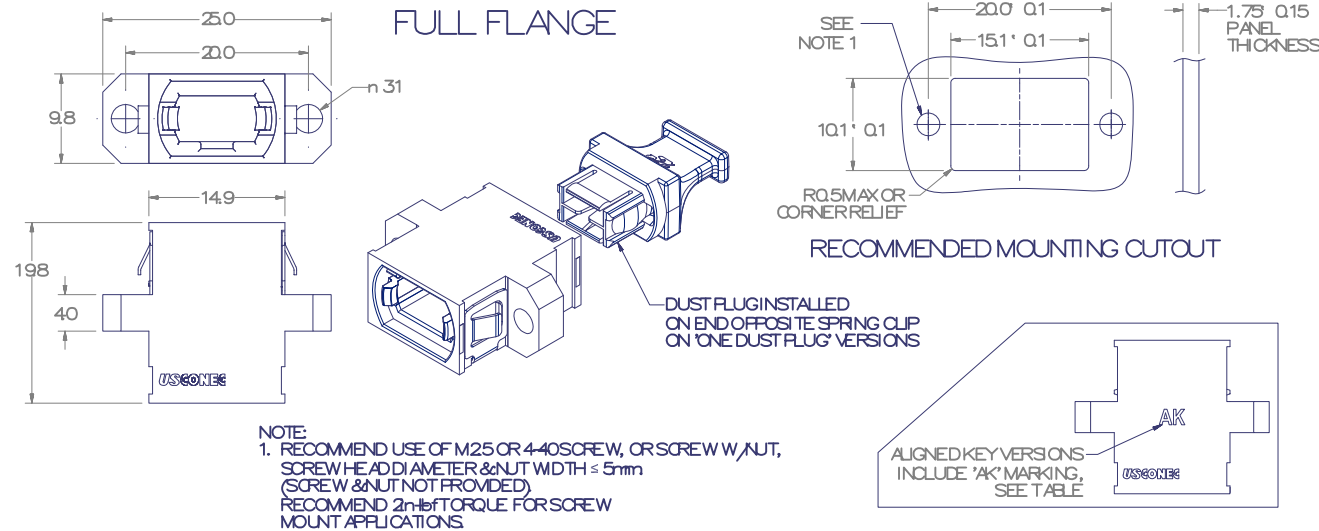 FULL FLANGE
25.0
20.0
n 31
9.8
14.9
19.8
4.0
USCONEC
USCONEC
DUST PLUG INSTALLED
ON END OPPOSITE SPRING CLIP
ON "ONE DUST PLUG" VERSIONS
NOTE:
1. RECOMMEND USE OF M2.5 OR 4-40 SCREW, OR SCREW W/NUT,
SCREW HEAD DIAMETER & NUT WIDTH ≤ 5mm
(SCREW & NUT NOT PROVIDED)
RECOMMEND 2in-lbf TORQUE FOR SCREW
MOUNT APPLICATIONS.
SEE
NOTE 1
20.0' 0.1
15.1' 0.1
10.1' 0.1
R0.5 MAX OR
CORNER RELIEF
1.75' 0.15
PANEL
THICKNESS
RECOMMENDED MOUNTING CUTOUT
AK
ALIGNED KEY VERSIONS
INCLUDE "AK" MARKING,
SEE TABLE
USCONEC